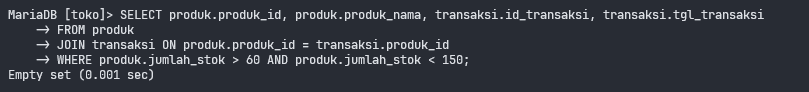 MariaDB [toko]> SELECT produk.produk_id, produk.produk_nama, transaksi.id_transaksi, transaksi.tgl_transaksi
    -> FROM produk
    -> JOIN transaksi ON produk.produk_id = transaksi.produk_id
    -> WHERE produk.jumlah_stok > 60 AND produk.jumlah_stok < 150;
Empty set (0.001 sec)